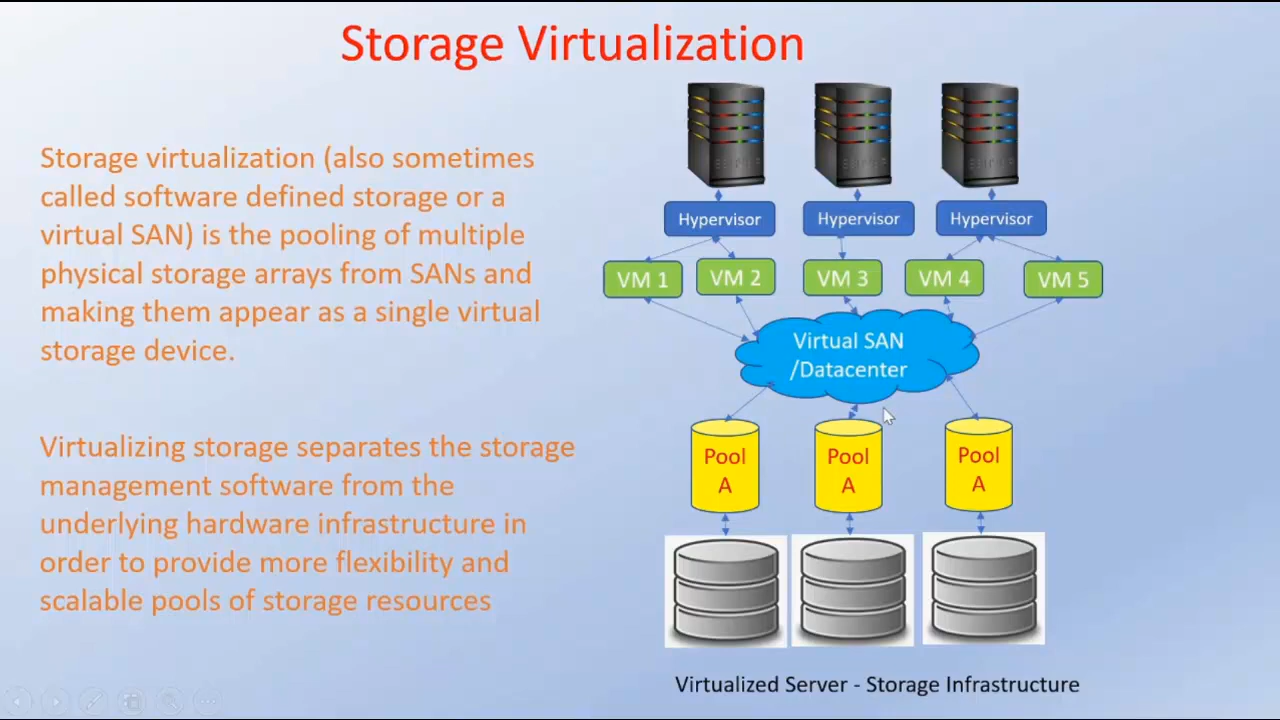 Storage Virtualization
Storage virtualization (also sometimes
called software defined storage or a
virtual SAN) is the pooling of multiple
physical storage arrays from SANs and
making them appear as a single virtual
storage device.
Virtualizing storage separates the storage
management software from the
underlying hardware infrastructure in
order to provide more flexibility and
scalable pools of storage resources
Hypervisor
Hypervisor
Hypervisor
VM 1
VM 2
VM 3
VM 4
VM 5
Virtual SAN
/Datacenter
Pool
A
Pool
A
Pool
A
Virtualized Server - Storage Infrastructure